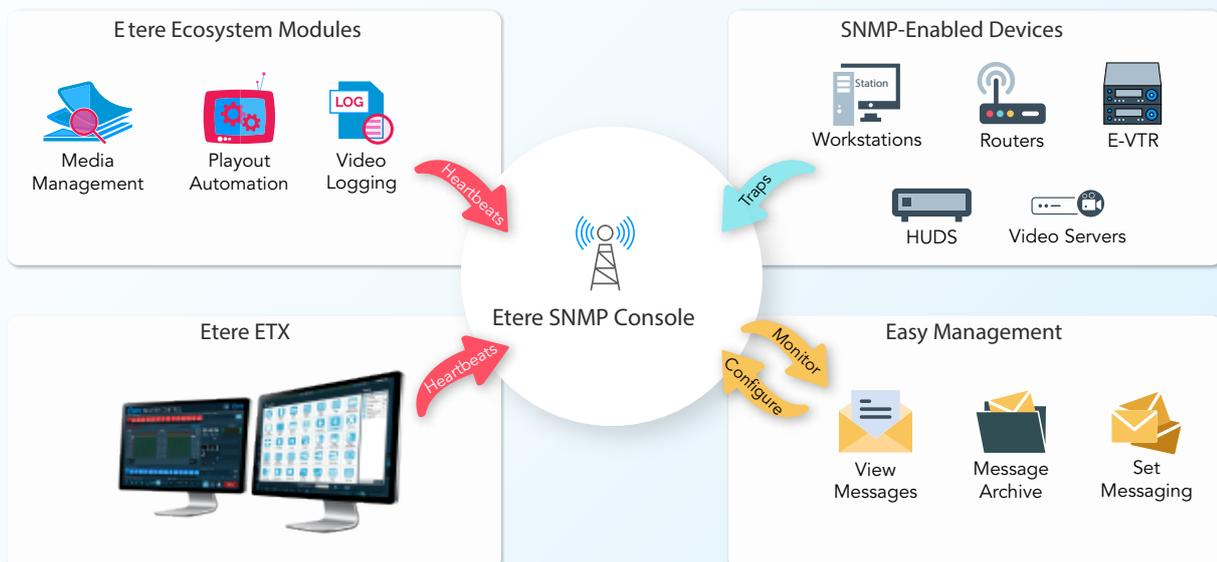 Etere Ecosystem Modules
Media
Management
Playout
Automation
LOG
Video
Logging
Heartbeats
SNMP-Enabled Devices
Station
Workstations
Routers
E-VTR
HUDS
Video Servers
Traps
Etere SNMP Console
Etere ETX
Heartbeats
Easy Management
Monitor
Configure
View
Messages
Message
Archive
Set
Messaging